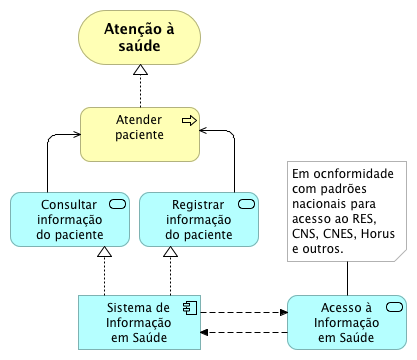 Atenção à
saúde
Atender
paciente
Consultar
informação
do paciente
Registrar
informação
do paciente
Em ocnformidade
com padrões
nacionais para
acesso ao RES,
CNS, CNES, Horus
e outros.
Sistema de
Informação
em Saúde
Acesso à
Informação
em Saúde